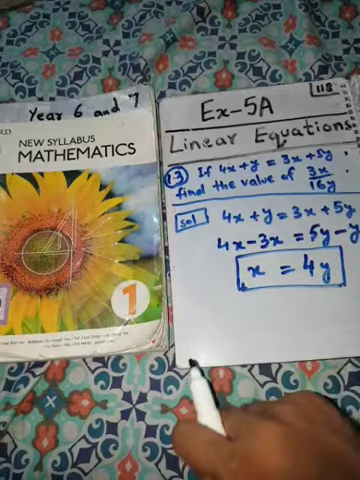 Year 6 and 7
NEW SYLLABUS
MATHEMATICS
1
118
Ex-5A
Linear Equations
13 If 4x+y = 3x+5y
find the value of 3x/16y.
sol 4x+y = 3x+5y
4x-3x = 5y-y
x = 4y